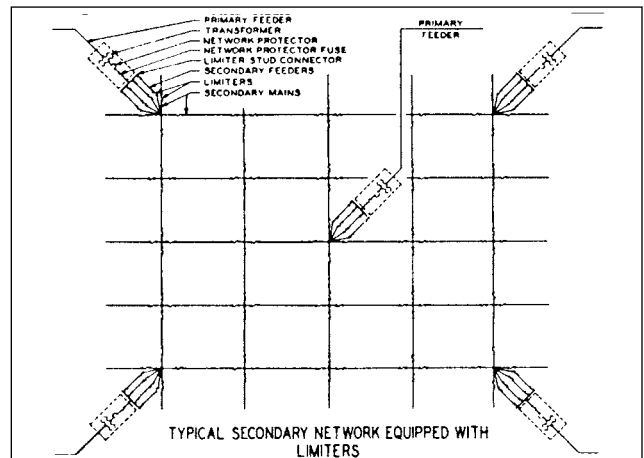 PRIMARY FEEDER
TRANSFORMER
NETWORK PROTECTOR
NETWORK PROTECTOR FUSE
LIMITER STUD CONNECTOR
SECONDARY FEEDERS
LIMITERS
SECONDARY MAINS
PRIMARY
FEEDER
TYPICAL SECONDARY NETWORK EQUIPPED WITH
LIMITERS